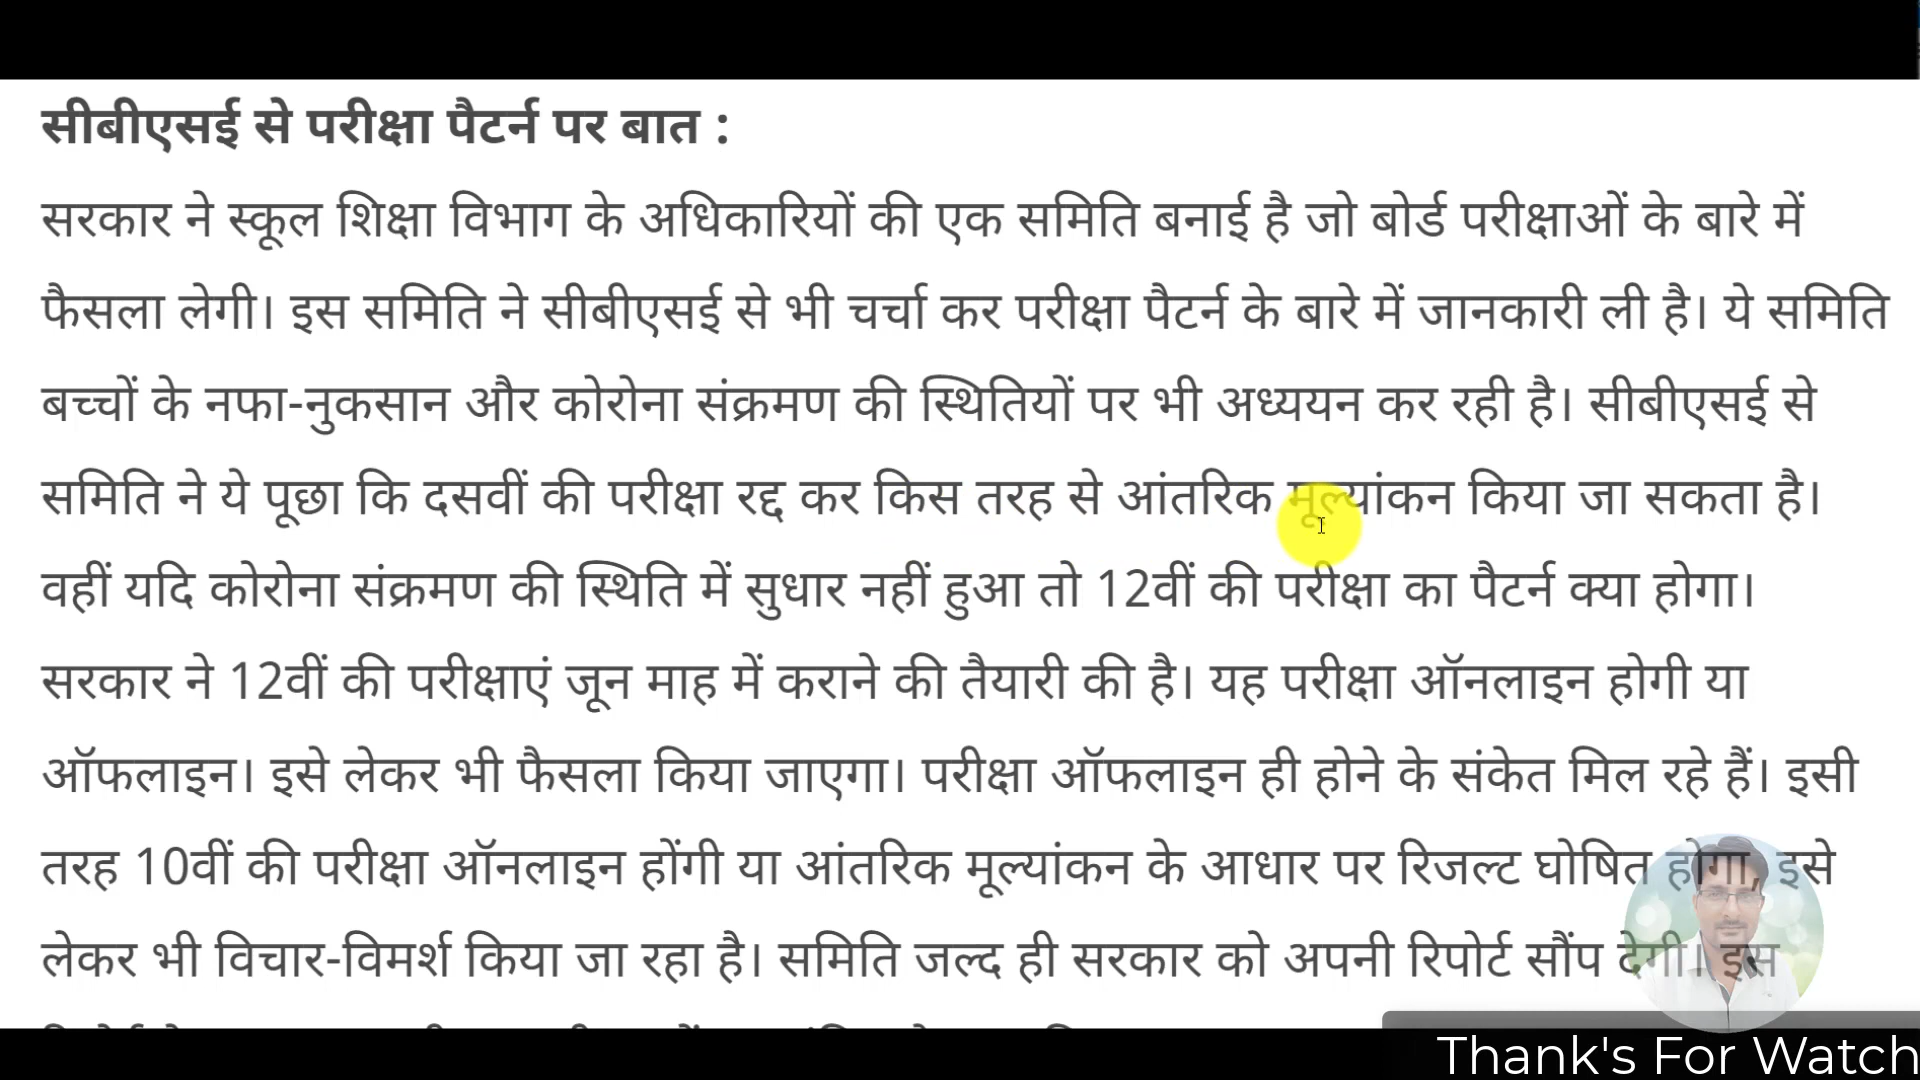 सीबीएसई से परीक्षा पैटर्न पर बात :
सरकार ने स्कूल शिक्षा विभाग के अधिकारियों की एक समिति बनाई है जो बोर्ड परीक्षाओं के बारे में
फैसला लेगी। इस समिति ने सीबीएसई से भी चर्चा कर परीक्षा पैटर्न के बारे में जानकारी ली है। ये समिति
बच्चों के नफा-नुकसान और कोरोना संक्रमण की स्थितियों पर भी अध्ययन कर रही है। सीबीएसई से
समिति ने ये पूछा कि दसवीं की परीक्षा रद्द कर किस तरह से आंतरिक मूल्यांकन किया जा सकता है।
वहीं यदि कोरोना संक्रमण की स्थिति में सुधार नहीं हुआ तो 12वीं की परीक्षा का पैटर्न क्या होगा।
सरकार ने 12वीं की परीक्षाएं जून माह में कराने की तैयारी की है। यह परीक्षा ऑनलाइन होगी या
ऑफलाइन। इसे लेकर भी फैसला किया जाएगा। परीक्षा ऑफलाइन ही होने के संकेत मिल रहे हैं। इसी
तरह 10वीं की परीक्षा ऑनलाइन होंगी या आंतरिक मूल्यांकन के आधार पर रिजल्ट घोषित होगा, इसे
लेकर भी विचार-विमर्श किया जा रहा है। समिति जल्द ही सरकार को अपनी रिपोर्ट सौंप देगी। इस
Thank's For Watch